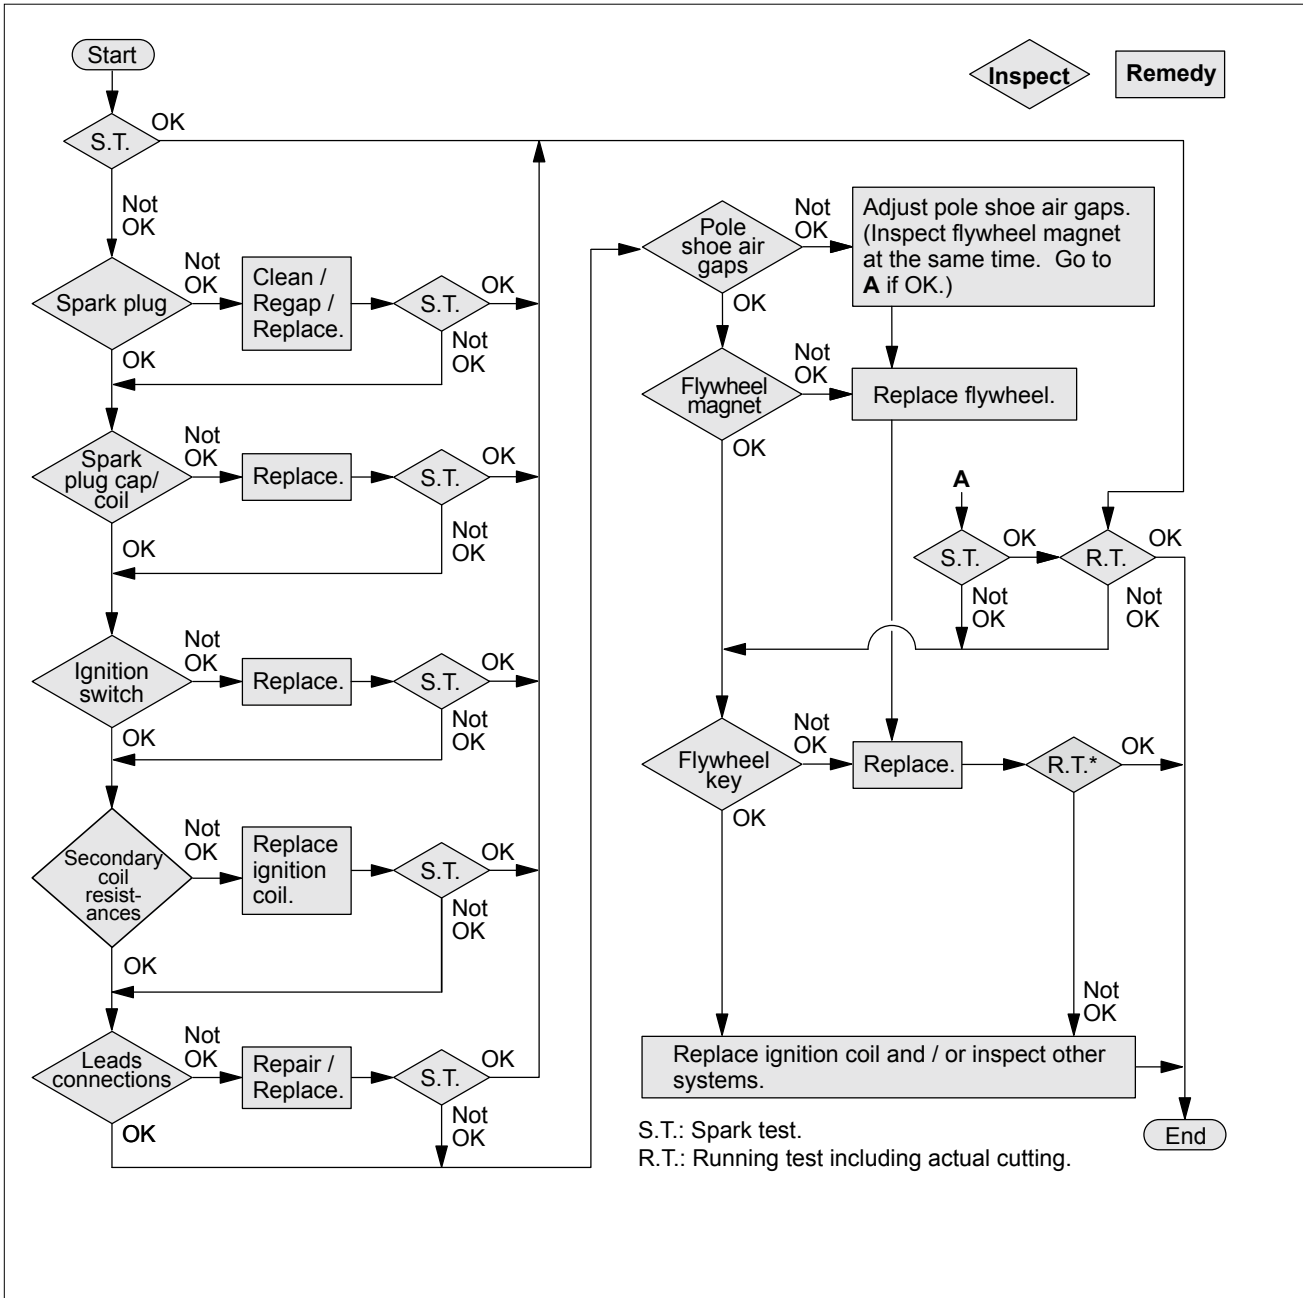 Start
Inspect
Remedy
S.T.
OK
Not
OK
Spark plug
Not
OK
Clean /
Regap /
Replace.
S.T.
OK
Not
OK
OK
Spark
plug cap/
coil
Not
OK
Replace.
S.T.
OK
Not
OK
OK
Ignition
switch
Not
OK
Replace.
S.T.
OK
Not
OK
OK
Secondary
coil
resist-
ances
Not
OK
Replace
ignition
coil.
S.T.
OK
Not
OK
OK
Leads
connections
Not
OK
Repair /
Replace.
S.T.
OK
Not
OK
OK
Pole
shoe air
gaps
Not
OK
Adjust pole shoe air gaps.
(Inspect flywheel magnet
at the same time. Go to
A if OK.)
OK
Flywheel
magnet
Not
OK
Replace flywheel.
OK
A
S.T.
OK
Not
OK
R.T.
OK
Not
OK
Flywheel
key
Not
OK
Replace.
R.T.*
OK
OK
Not
OK
Replace ignition coil and / or inspect other
systems.
End
S.T.: Spark test.
R.T.: Running test including actual cutting.